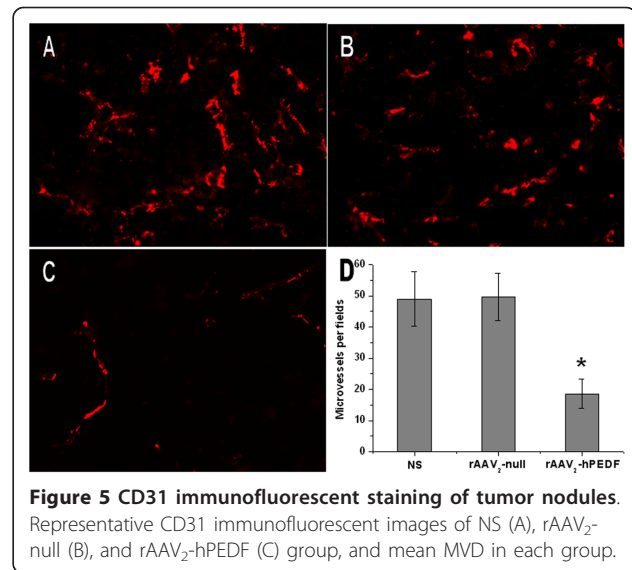 A
B
C
D
60
50
40
30
20
10
0
Microvessels per fields
*
NS
rAAV₂-null
rAAV₂-hPEDF
Figure 5 CD31 immunofluorescent staining of tumor nodules.
Representative CD31 immunofluorescent images of NS (A), rAAV₂-
null (B), and rAAV₂-hPEDF (C) group, and mean MVD in each group.